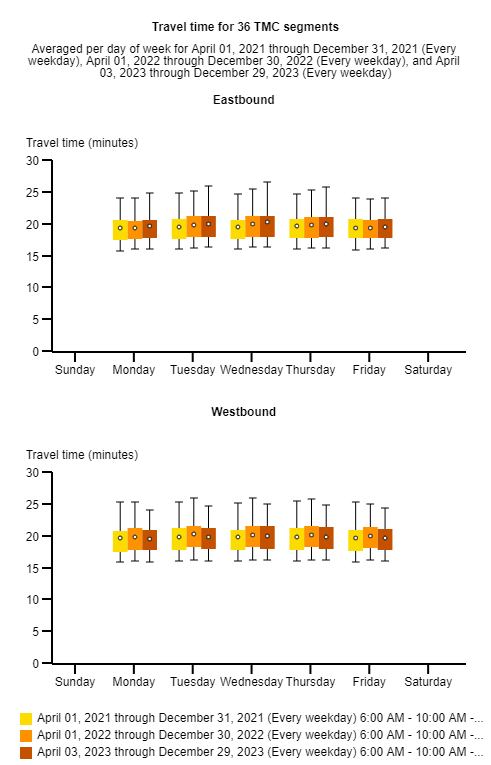 Travel time for 36 TMC segments
Averaged per day of week for April 01, 2021 through December 31, 2021 (Every
weekday), April 01, 2022 through December 30, 2022 (Every weekday), and April
03, 2023 through December 29, 2023 (Every weekday)
Eastbound
Travel time (minutes)
30
25
20
15
10
5
0
Sunday Monday Tuesday Wednesday Thursday Friday Saturday
Westbound
Travel time (minutes)
30
25
20
15
10
5
0
Sunday Monday Tuesday Wednesday Thursday Friday Saturday
April 01, 2021 through December 31, 2021 (Every weekday) 6:00 AM - 10:00 AM -...
April 01, 2022 through December 30, 2022 (Every weekday) 6:00 AM - 10:00 AM -...
April 03, 2023 through December 29, 2023 (Every weekday) 6:00 AM - 10:00 AM -...